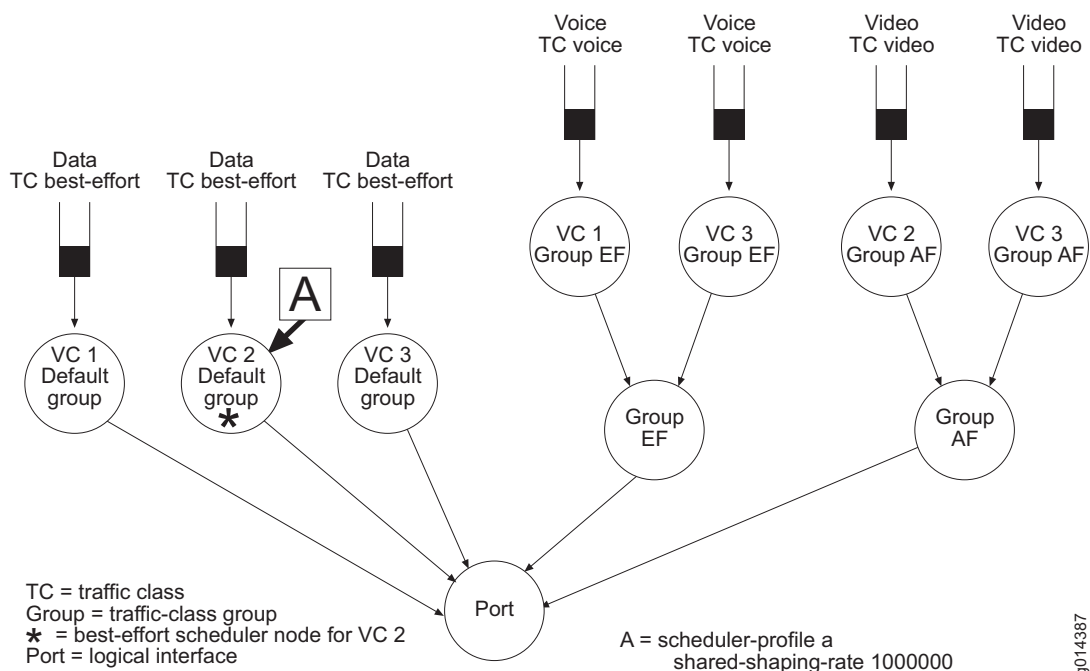 Voice
TC voice
Voice
TC voice
Video
TC video
Video
TC video
Data
TC best-effort
Data
TC best-effort
Data
TC best-effort
VC 1
Group EF
VC 3
Group EF
VC 2
Group AF
VC 3
Group AF
A
VC 1
Default
group
VC 2
Default
group
*
VC 3
Default
group
Group
EF
Group
AF
Port
TC = traffic class
Group = traffic-class group
* = best-effort scheduler node for VC 2
Port = logical interface
A = scheduler-profile a
shared-shaping-rate 1000000
g014387